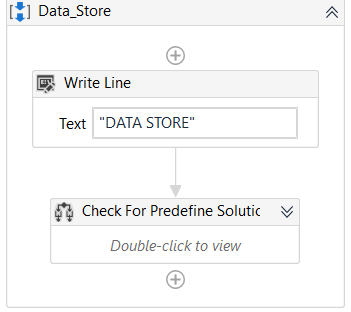 Data_Store
Write Line
Text "DATA STORE"
Check For Predefine Solutic
Double-click to view